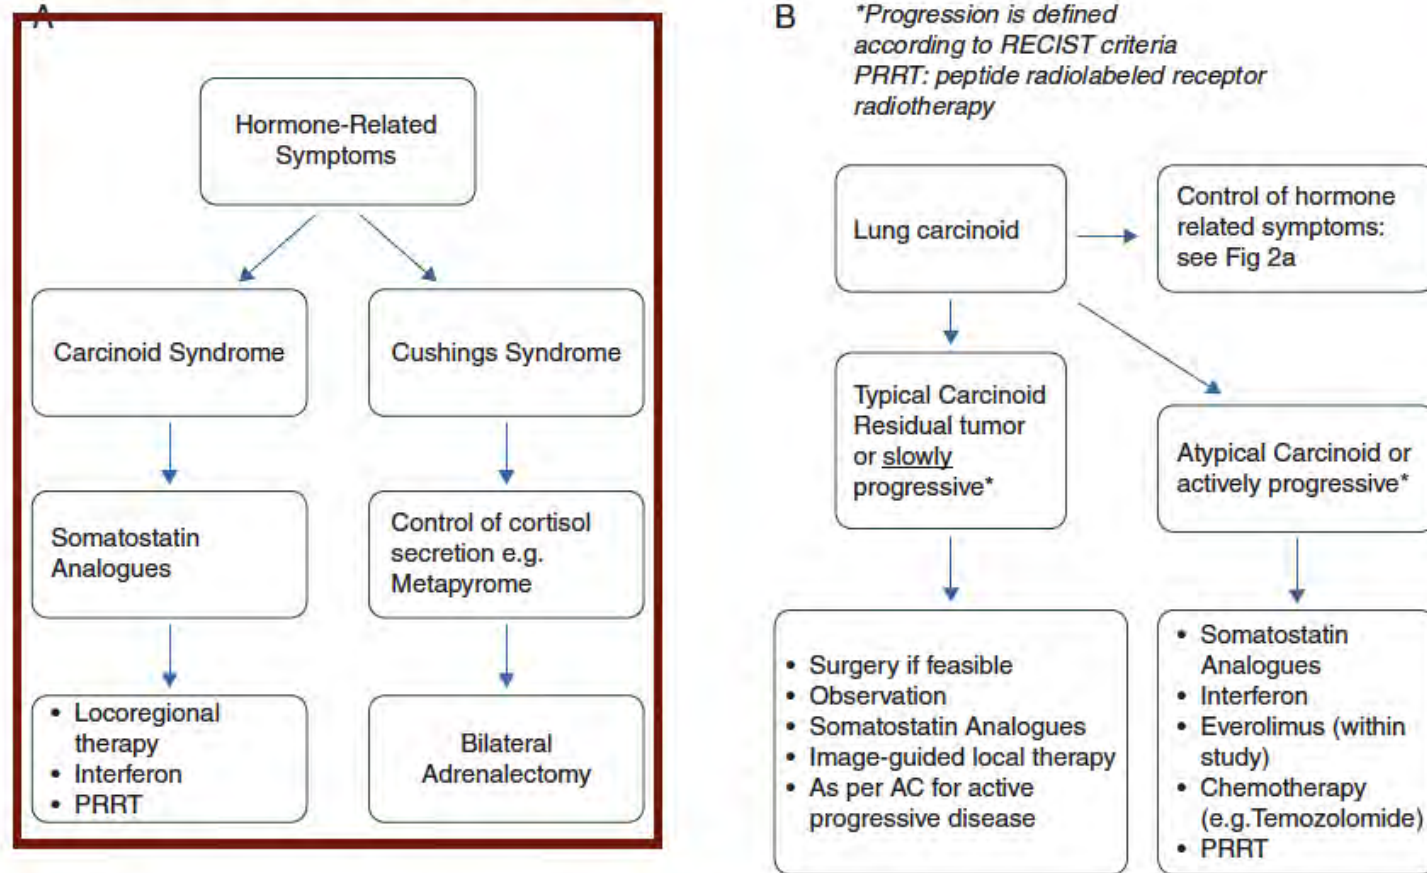 A
Hormone-Related
Symptoms
Carcinoid Syndrome
Cushings Syndrome
Somatostatin
Analogues
Control of cortisol
secretion e.g.
Metapyrome
• Locoregional
therapy
• Interferon
• PRRT
Bilateral
Adrenalectomy
B
*Progression is defined
according to RECIST criteria
PRRT: peptide radiolabeled receptor
radiotherapy
Lung carcinoid
Control of hormone
related symptoms:
see Fig 2a
Typical Carcinoid
Residual tumor
or slowly
progressive*
Atypical Carcinoid or
actively progressive*
• Surgery if feasible
• Observation
• Somatostatin Analogues
• Image-guided local therapy
• As per AC for active
progressive disease
• Somatostatin
Analogues
• Interferon
• Everolimus (within
study)
• Chemotherapy
(e.g.Temozolomide)
• PRRT